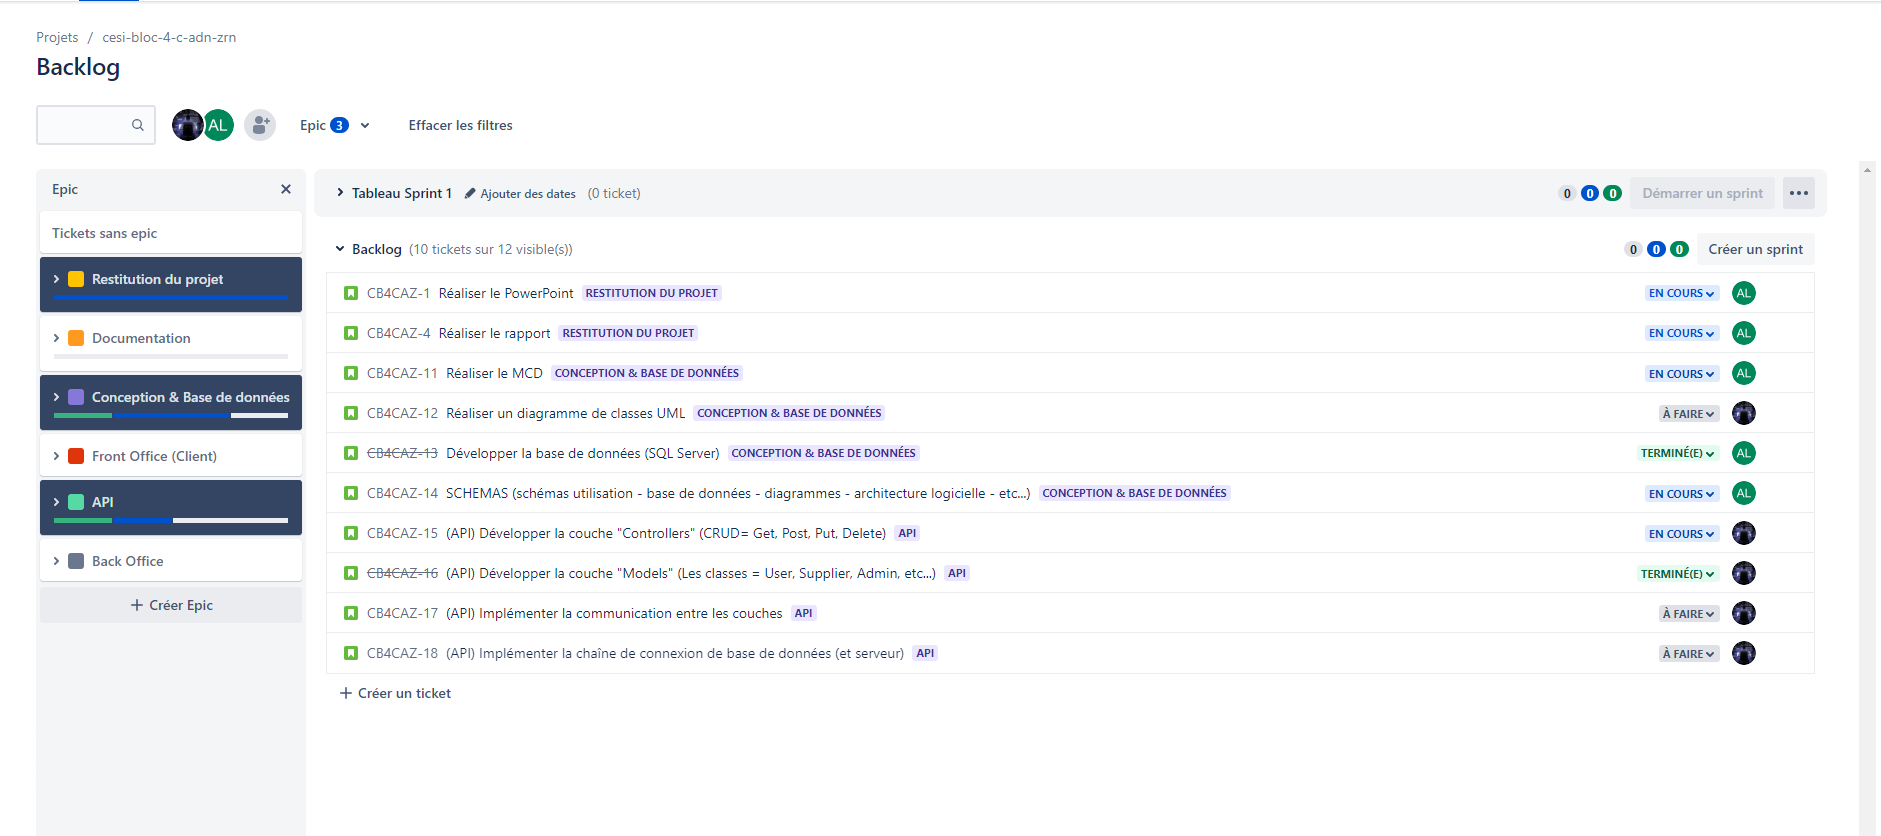 Projets / cesi-bloc-4-c-adn-zrn
Backlog
AL
Epic 3
Effacer les filtres
Epic
Tickets sans epic
Restitution du projet
Documentation
Conception & Base de données
Front Office (Client)
API
Back Office
+ Créer Epic
Tableau Sprint 1 Ajouter des dates (0 ticket) 0 0 0 Démarrer un sprint
Backlog (10 tickets sur 12 visible(s)) 0 0 0 Créer un sprint
CB4CAZ-1 Réaliser le PowerPoint RESTITUTION DU PROJET EN COURS AL
CB4CAZ-4 Réaliser le rapport RESTITUTION DU PROJET EN COURS AL
CB4CAZ-11 Réaliser le MCD CONCEPTION & BASE DE DONNÉES EN COURS AL
CB4CAZ-12 Réaliser un diagramme de classes UML CONCEPTION & BASE DE DONNÉES À FAIRE
CB4CAZ-13 Développer la base de données (SQL Server) CONCEPTION & BASE DE DONNÉES TERMINÉ(E) AL
CB4CAZ-14 SCHEMAS (schémas utilisation - base de données - diagrammes - architecture logicielle - etc...) CONCEPTION & BASE DE DONNÉES EN COURS AL
CB4CAZ-15 (API) Développer la couche "Controllers" (CRUD= Get, Post, Put, Delete) API EN COURS
CB4CAZ-16 (API) Développer la couche "Models" (Les classes = User, Supplier, Admin, etc...) API TERMINÉ(E)
CB4CAZ-17 (API) Implémenter la communication entre les couches API À FAIRE
CB4CAZ-18 (API) Implémenter la chaîne de connexion de base de données (et serveur) API À FAIRE
+ Créer un ticket